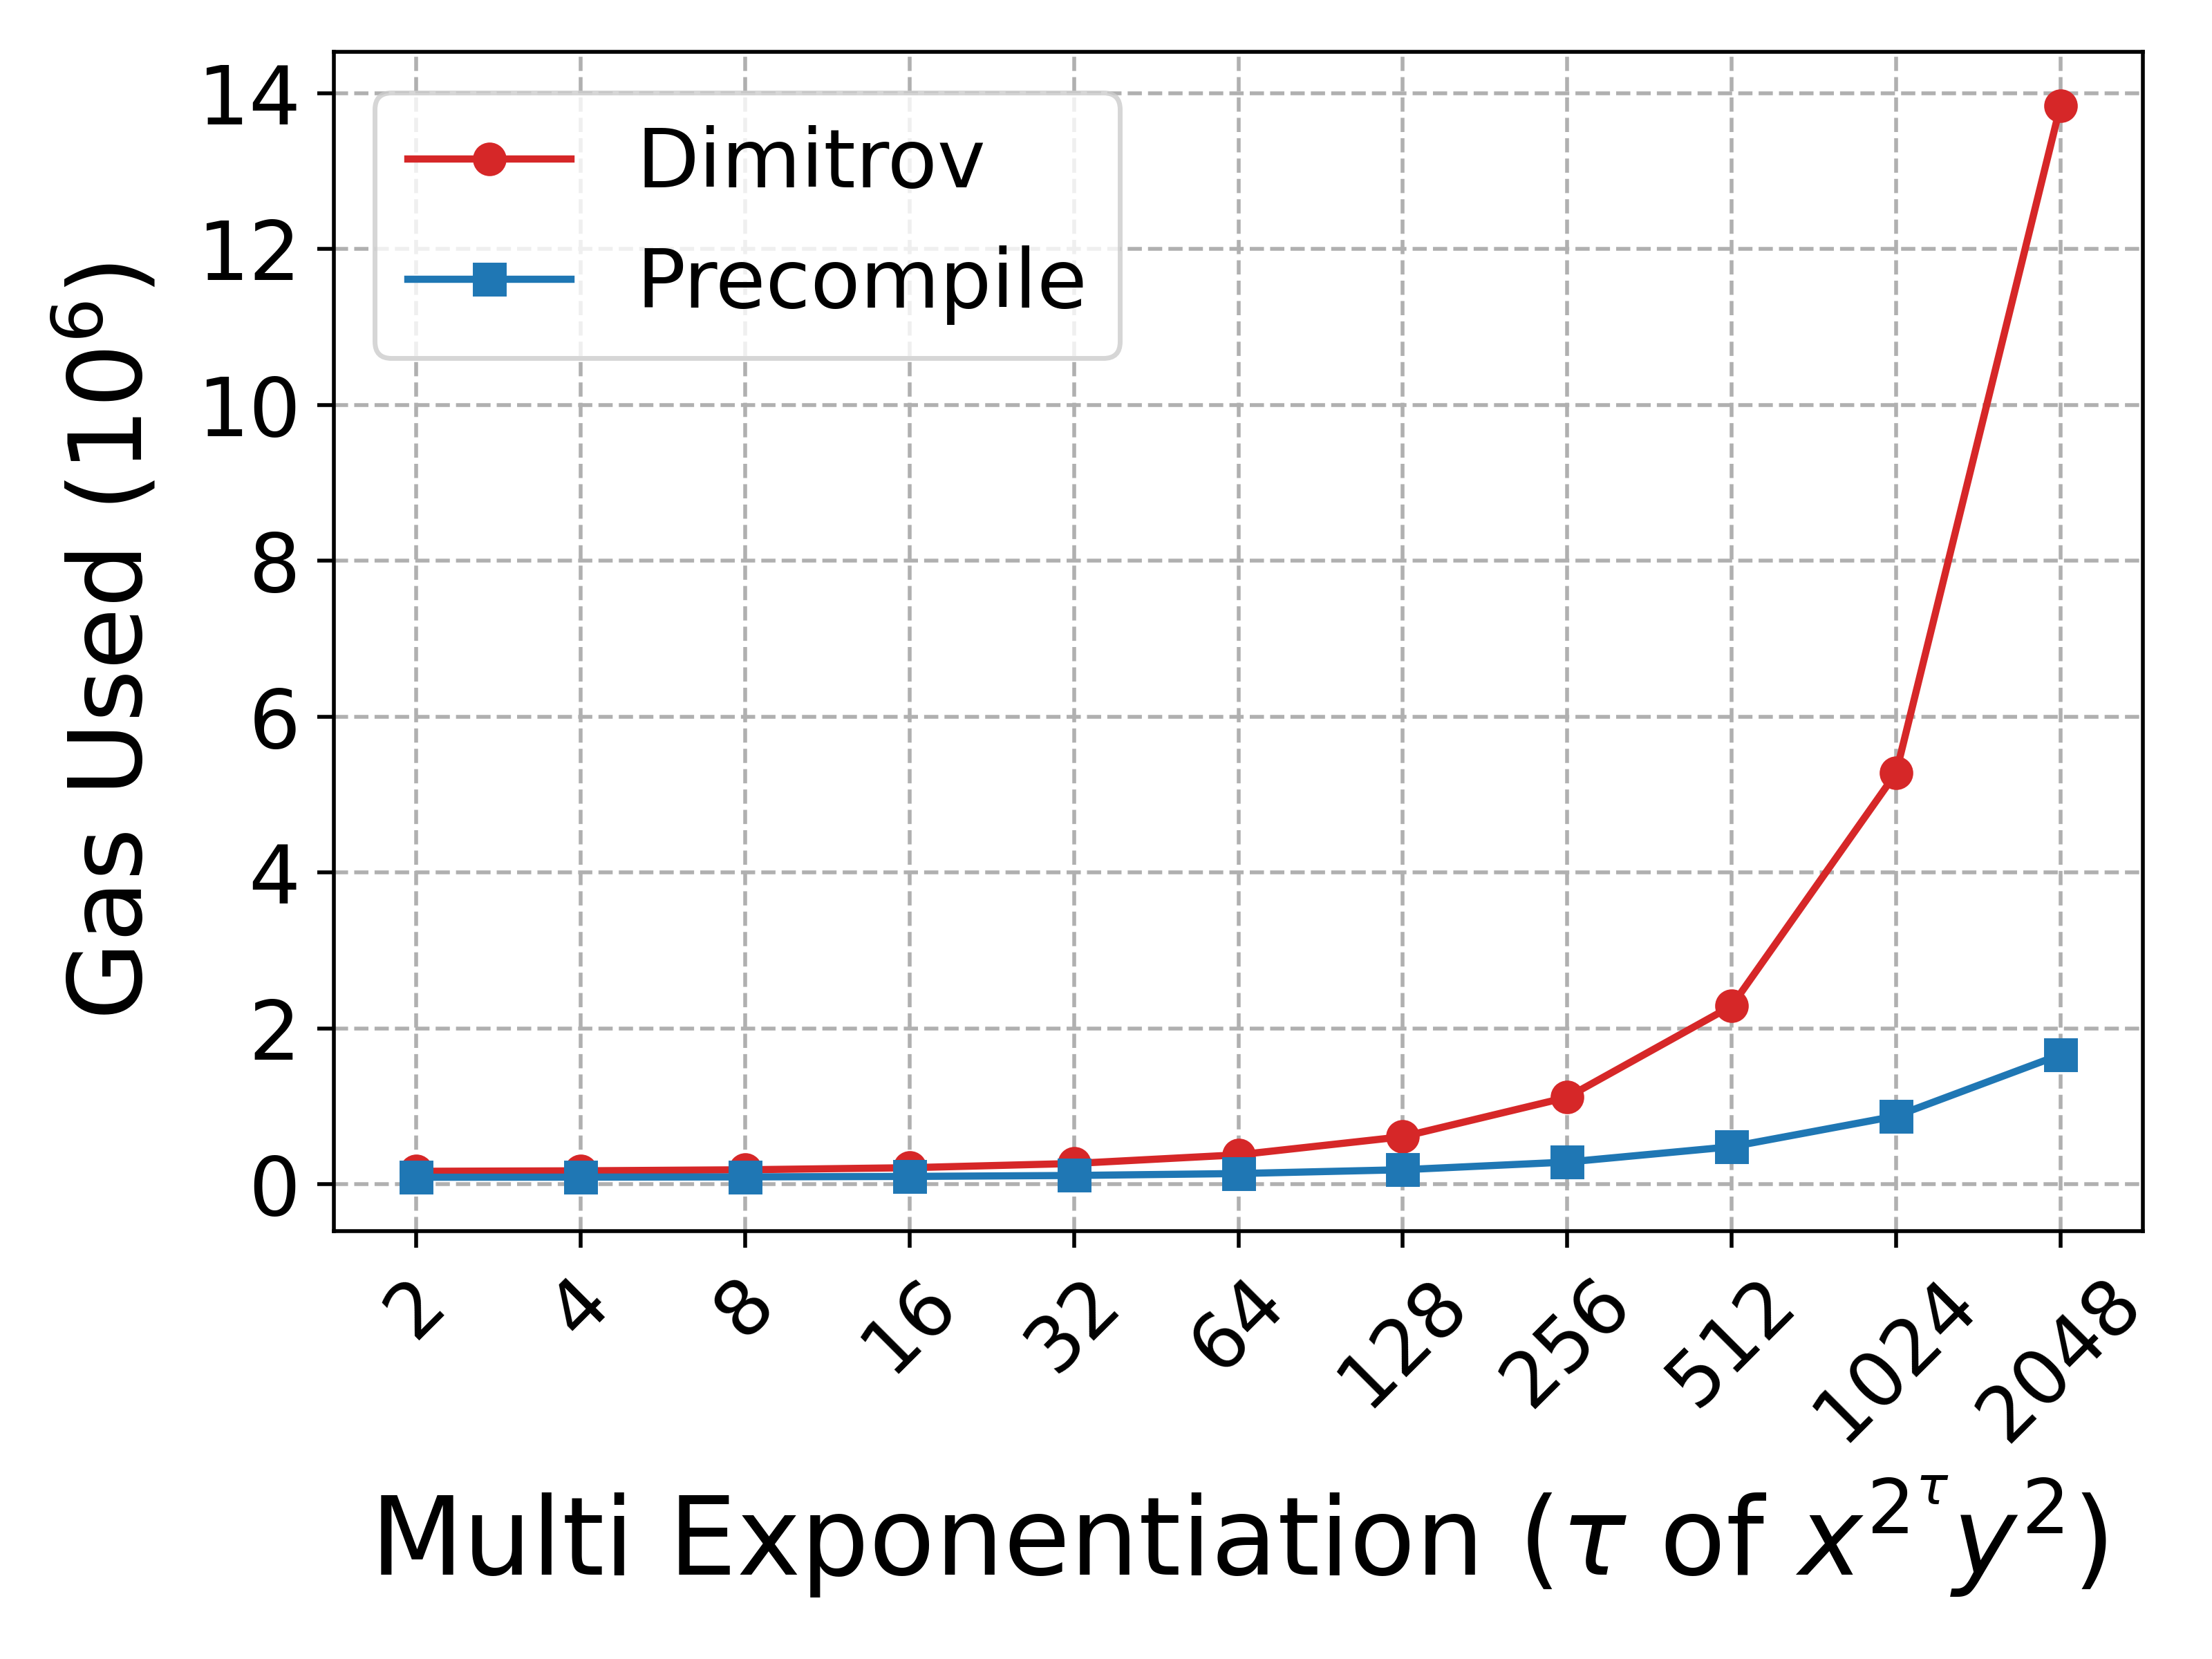 Gas Used (10⁶)
14
12
10
8
6
4
2
0
Dimitrov
Precompile
2 4 8 16 32 64 128 256 512 1024 2048
Multi Exponentiation (τ of x^{2^τ}y²)